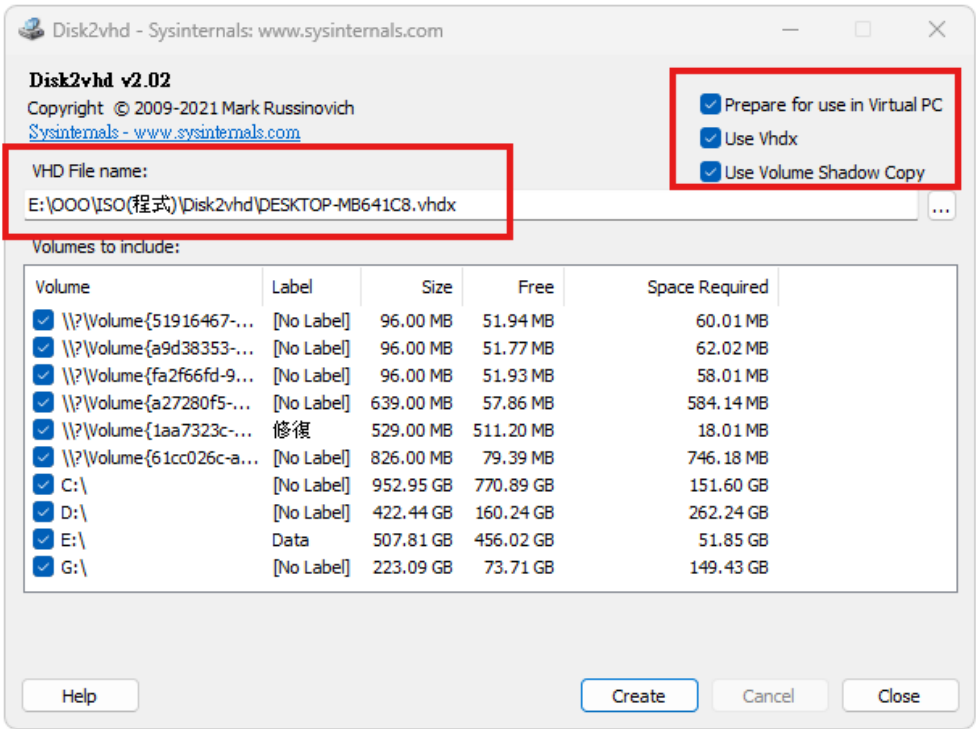 Disk2vhd - Sysinternals: www.sysinternals.com
Disk2vhd v2.02
Copyright © 2009-2021 Mark Russinovich
Sysinternals - www.sysinternals.com
Prepare for use in Virtual PC
Use Vhdx
Use Volume Shadow Copy
VHD File name:
E:\OOO\ISO(程式)\Disk2vhd\DESKTOP-MB641C8.vhdx
...
Volumes to include:
Volume Label Size Free Space Required
\\?\Volume{51916467-... [No Label] 96.00 MB 51.94 MB 60.01 MB
\\?\Volume{a9d38353-... [No Label] 96.00 MB 51.77 MB 62.02 MB
\\?\Volume{fa2f66fd-9... [No Label] 96.00 MB 51.93 MB 58.01 MB
\\?\Volume{a27280f5-... [No Label] 639.00 MB 57.86 MB 584.14 MB
\\?\Volume{1aa7323c-... 修復 529.00 MB 511.20 MB 18.01 MB
\\?\Volume{61cc026c-a... [No Label] 826.00 MB 79.39 MB 746.18 MB
C:\ [No Label] 952.95 GB 770.89 GB 151.60 GB
D:\ [No Label] 422.44 GB 160.24 GB 262.24 GB
E:\ Data 507.81 GB 456.02 GB 51.85 GB
G:\ [No Label] 223.09 GB 73.71 GB 149.43 GB
Help Create Cancel Close